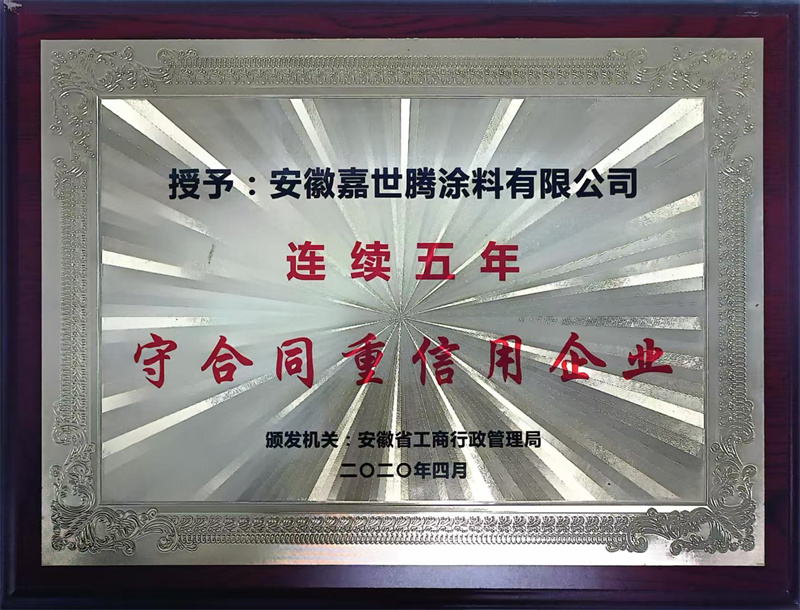 授予：安徽嘉世腾涂料有限公司
连续五年
守合同重信用企业
颁发机关：安徽省工商行政管理局
二〇二〇年四月